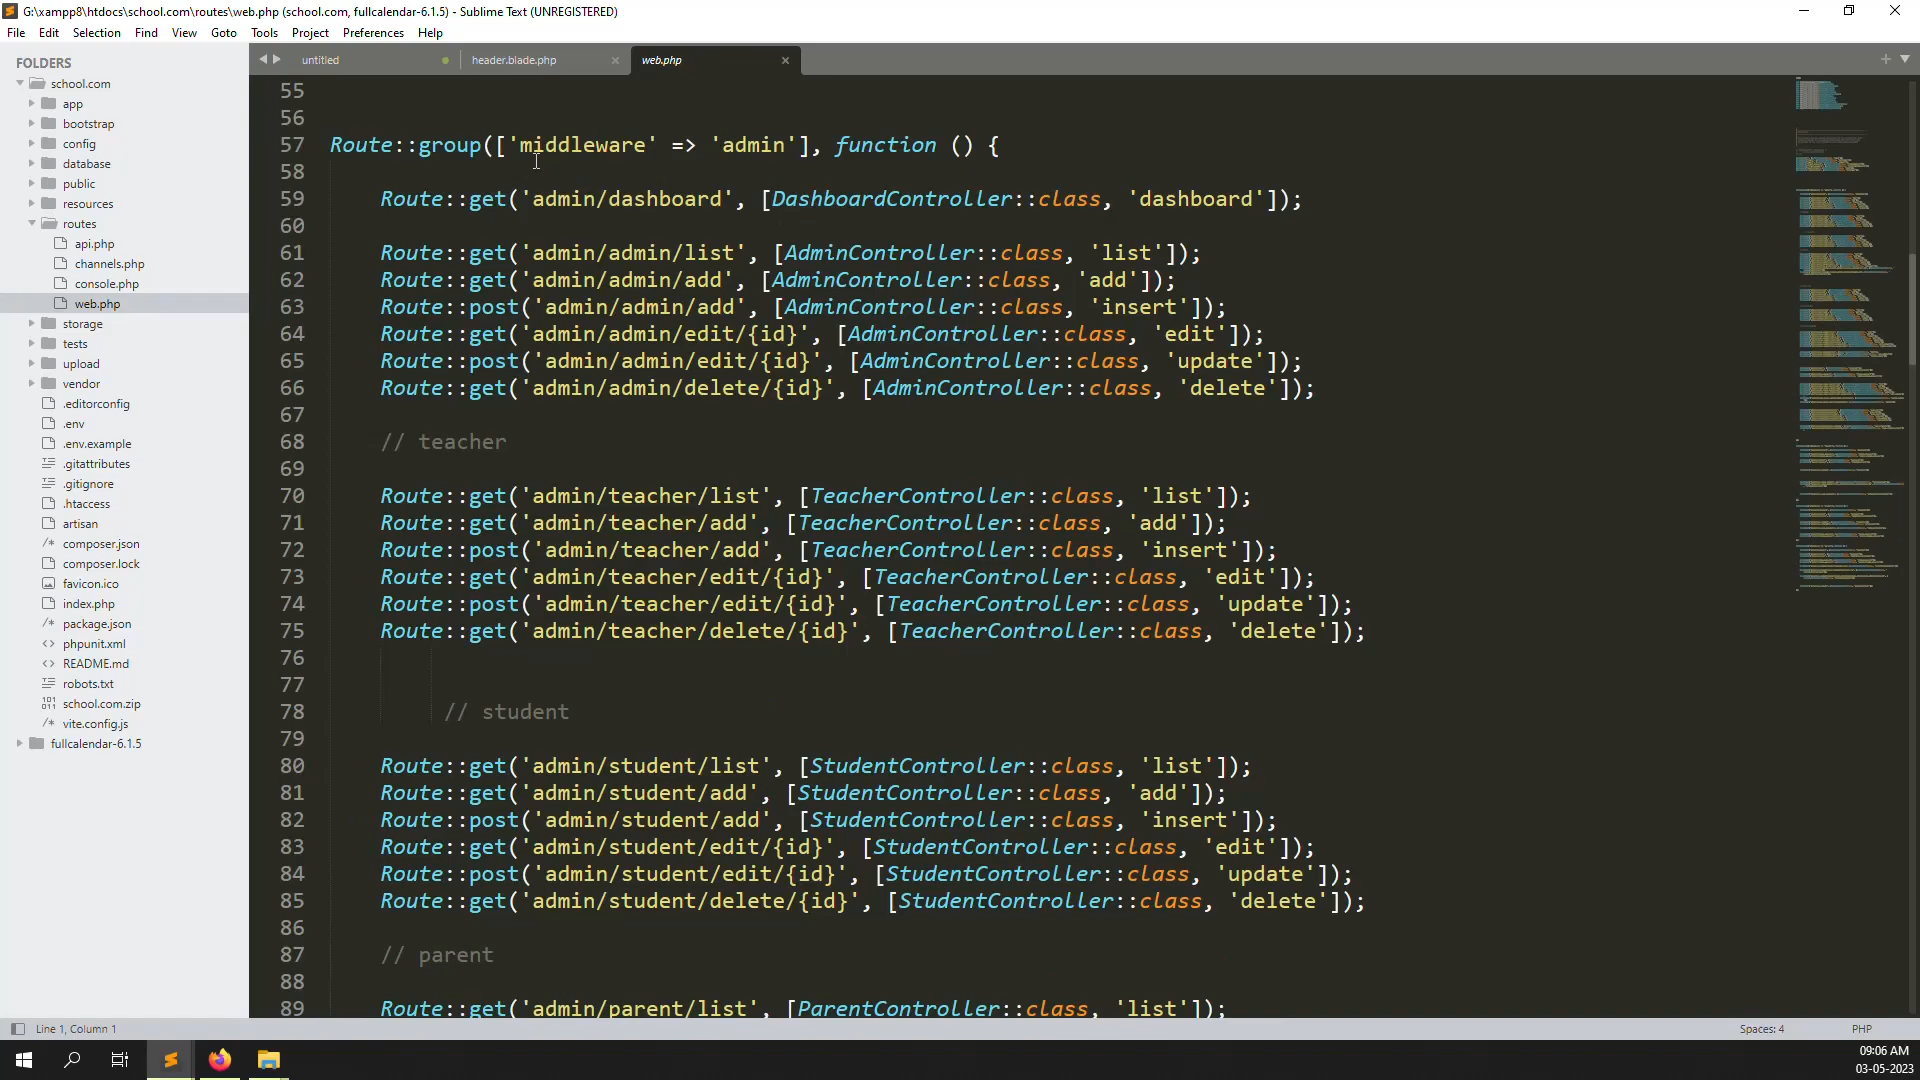 G:\xampp8\htdocs\school.com\routes\web.php (school.com, fullcalendar-6.1.5) - Sublime Text (UNREGISTERED)
File Edit Selection Find View Goto Tools Project Preferences Help
FOLDERS
school.com
app
bootstrap
config
database
public
resources
routes
api.php
channels.php
console.php
web.php
storage
tests
upload
vendor
.editorconfig
.env
.env.example
.gitattributes
.gitignore
.htaccess
artisan
composer.json
composer.lock
favicon.ico
index.php
package.json
phpunit.xml
README.md
robots.txt
school.com.zip
vite.config.js
fullcalendar-6.1.5
untitled header.blade.php web.php
55
56
57 Route::group(['middleware' => 'admin'], function () {
58
59 Route::get('admin/dashboard', [DashboardController::class, 'dashboard']);
60
61 Route::get('admin/admin/list', [AdminController::class, 'list']);
62 Route::get('admin/admin/add', [AdminController::class, 'add']);
63 Route::post('admin/admin/add', [AdminController::class, 'insert']);
64 Route::get('admin/admin/edit/{id}', [AdminController::class, 'edit']);
65 Route::post('admin/admin/edit/{id}', [AdminController::class, 'update']);
66 Route::get('admin/admin/delete/{id}', [AdminController::class, 'delete']);
67
68 // teacher
69
70 Route::get('admin/teacher/list', [TeacherController::class, 'list']);
71 Route::get('admin/teacher/add', [TeacherController::class, 'add']);
72 Route::post('admin/teacher/add', [TeacherController::class, 'insert']);
73 Route::get('admin/teacher/edit/{id}', [TeacherController::class, 'edit']);
74 Route::post('admin/teacher/edit/{id}', [TeacherController::class, 'update']);
75 Route::get('admin/teacher/delete/{id}', [TeacherController::class, 'delete']);
76
77
78 // student
79
80 Route::get('admin/student/list', [StudentController::class, 'list']);
81 Route::get('admin/student/add', [StudentController::class, 'add']);
82 Route::post('admin/student/add', [StudentController::class, 'insert']);
83 Route::get('admin/student/edit/{id}', [StudentController::class, 'edit']);
84 Route::post('admin/student/edit/{id}', [StudentController::class, 'update']);
85 Route::get('admin/student/delete/{id}', [StudentController::class, 'delete']);
86
87 // parent
88
89 Route::get('admin/parent/list', [ParentController::class, 'list']);
Line 1, Column 1 Spaces: 4 PHP
09:06 AM
03-05-2023